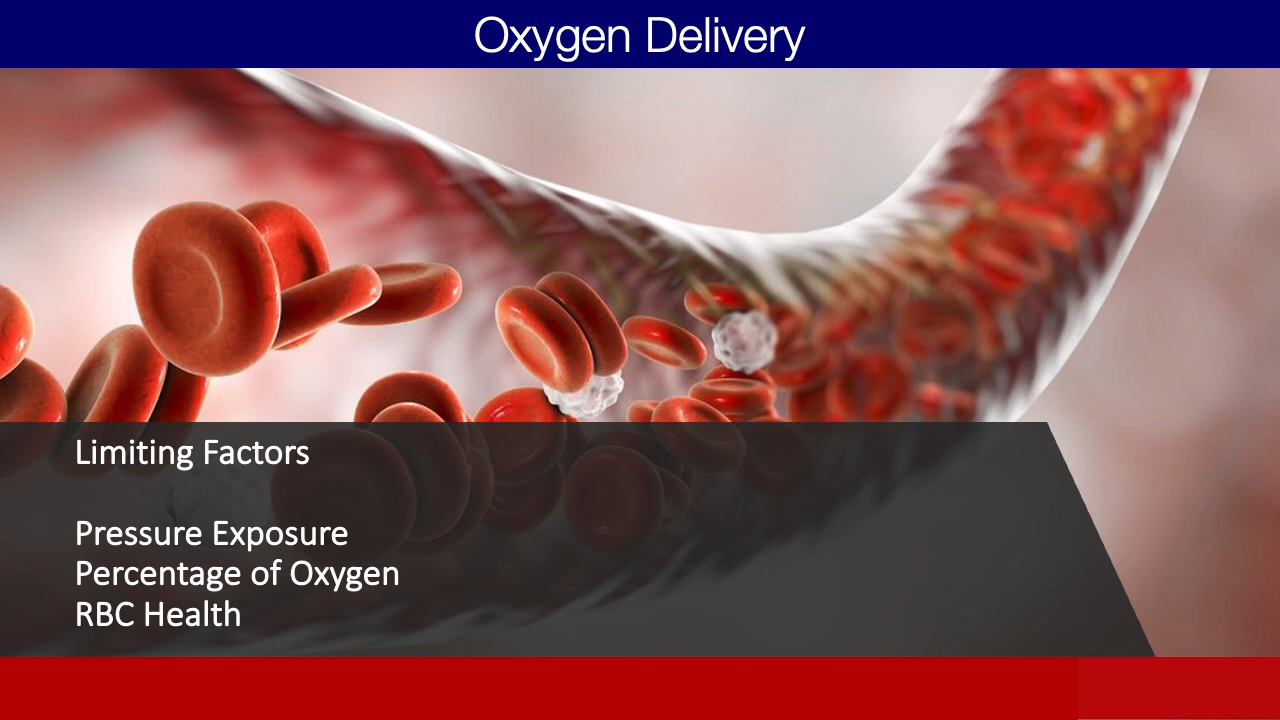 Oxygen Delivery
Limiting Factors
Pressure Exposure
Percentage of Oxygen
RBC Health